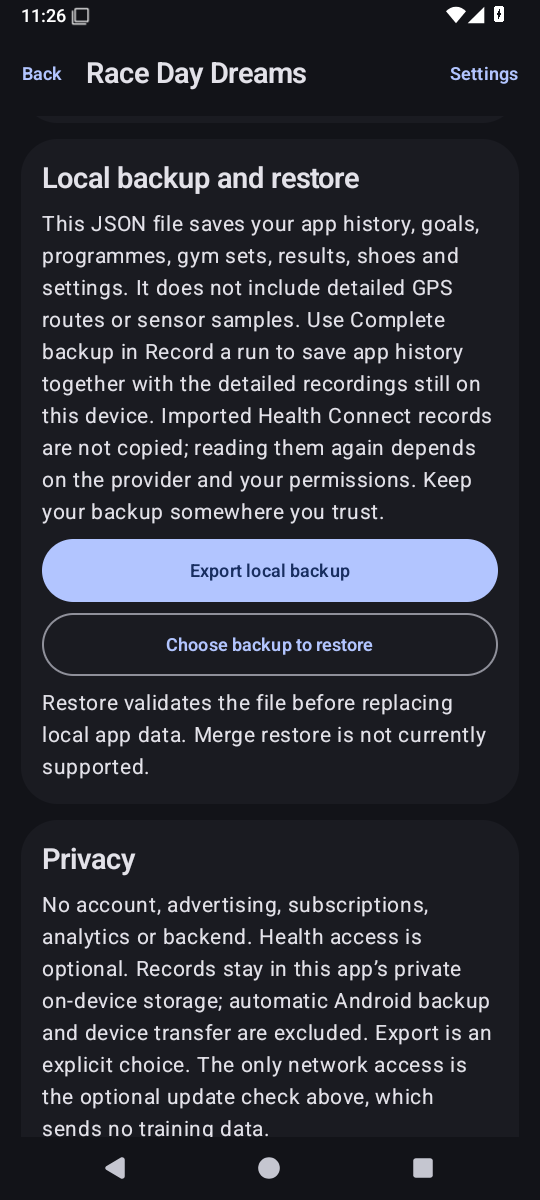 11:26
Back
Race Day Dreams
Settings
Local backup and restore
This JSON file saves your app history, goals,
programmes, gym sets, results, shoes and
settings. It does not include detailed GPS
routes or sensor samples. Use Complete
backup in Record a run to save app history
together with the detailed recordings still on
this device. Imported Health Connect records
are not copied; reading them again depends
on the provider and your permissions. Keep
your backup somewhere you trust.
Export local backup
Choose backup to restore
Restore validates the file before replacing
local app data. Merge restore is not currently
supported.
Privacy
No account, advertising, subscriptions,
analytics or backend. Health access is
optional. Records stay in this app’s private
on-device storage; automatic Android backup
and device transfer are excluded. Export is an
explicit choice. The only network access is
the optional update check above, which
sends no training data.